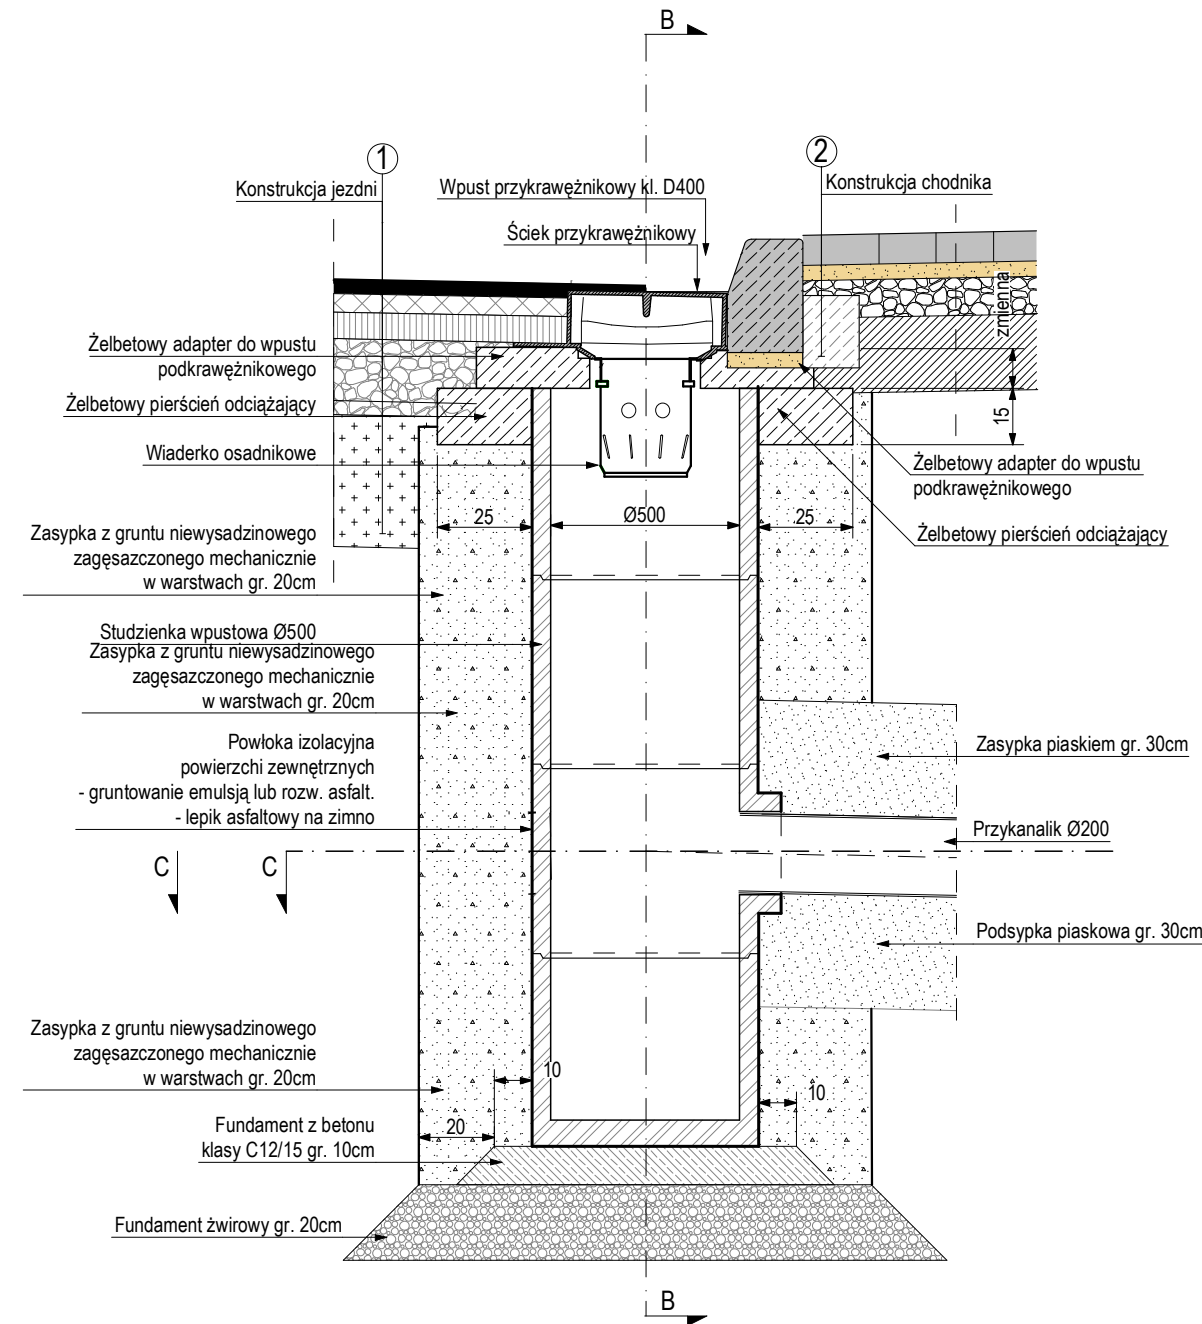 B
1
2
Konstrukcja jezdni
Wpust przykrawężnikowy kl. D400
Konstrukcja chodnika
Ściek przykrawężnikowy
zmienna
Żelbetowy adapter do wpustu
podkrawężnikowego
Żelbetowy pierścień odciążający
15
Wiaderko osadnikowe
Żelbetowy adapter do wpustu
podkrawężnikowego
25
Ø500
25
Żelbetowy pierścień odciążający
Zasypka z gruntu niewysadzinowego
zagęsazczonego mechanicznie
w warstwach gr. 20cm
Studzienka wpustowa Ø500
Zasypka z gruntu niewysadzinowego
zagęsazczonego mechanicznie
w warstwach gr. 20cm
Powłoka izolacyjna
powierzchi zewnętrznych
- gruntowanie emulsją lub rozw. asfalt.
- lepik asfaltowy na zimno
Zasypka piaskiem gr. 30cm
Przykanalik Ø200
C
C
Podsypka piaskowa gr. 30cm
Zasypka z gruntu niewysadzinowego
zagęsazczonego mechanicznie
w warstwach gr. 20cm
10
10
20
Fundament z betonu
klasy C12/15 gr. 10cm
Fundament żwirowy gr. 20cm
B